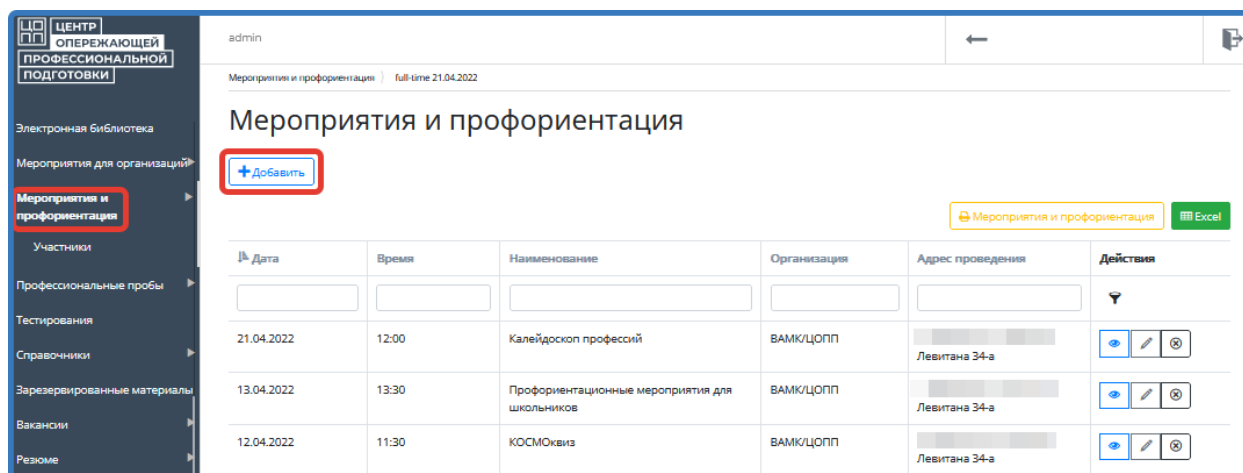 ЦО ПП ЦЕНТР
ОПЕРЕЖАЮЩЕЙ
ПРОФЕССИОНАЛЬНОЙ
ПОДГОТОВКИ
admin
Мероприятия и профориентация
full-time 21.04.2022
Электронная библиотека
Мероприятия для организаций
Мероприятия и
профориентация
Участники
Профессиональные пробы
Тестирования
Справочники
Зарезервированные материалы
Вакансии
Резюме
Мероприятия и профориентация
+Добавить
Мероприятия и профориентация
Excel
Дата Время Наименование Организация Адрес проведения Действия
21.04.2022 12:00 Калейдоскоп профессий ВАМК/ЦОПП
Левитана 34-а
13.04.2022 13:30 Профориентационные мероприятия для ВАМК/ЦОПП
школьников Левитана 34-а
12.04.2022 11:30 КОСМОквиз ВАМК/ЦОПП
Левитана 34-а